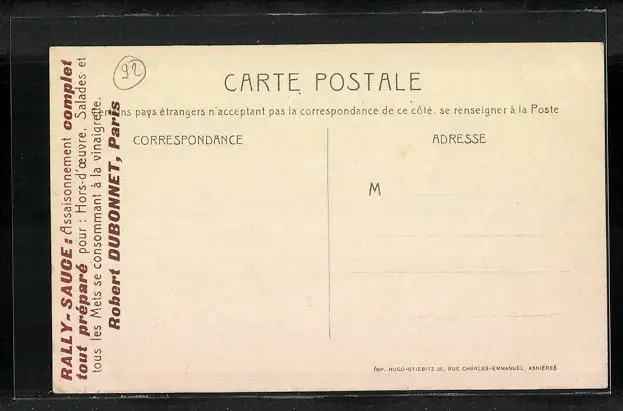 RALLY-SAUCE: Assaisonnement complet
tout préparé pour: Hors-d'œuvre, Salades et
tous les Mets se consommant à la vinaigrette.
Robert DUBONNET, Paris
92
CARTE POSTALE
pays étrangers n'acceptant pas la correspondance de ce côté. se renseigner à la Poste
CORRESPONDANCE
ADRESSE
M
IMP. HUGO-STIEBITZ 32, RUE CHARLES-EMMANUEL, ASNIÈRES